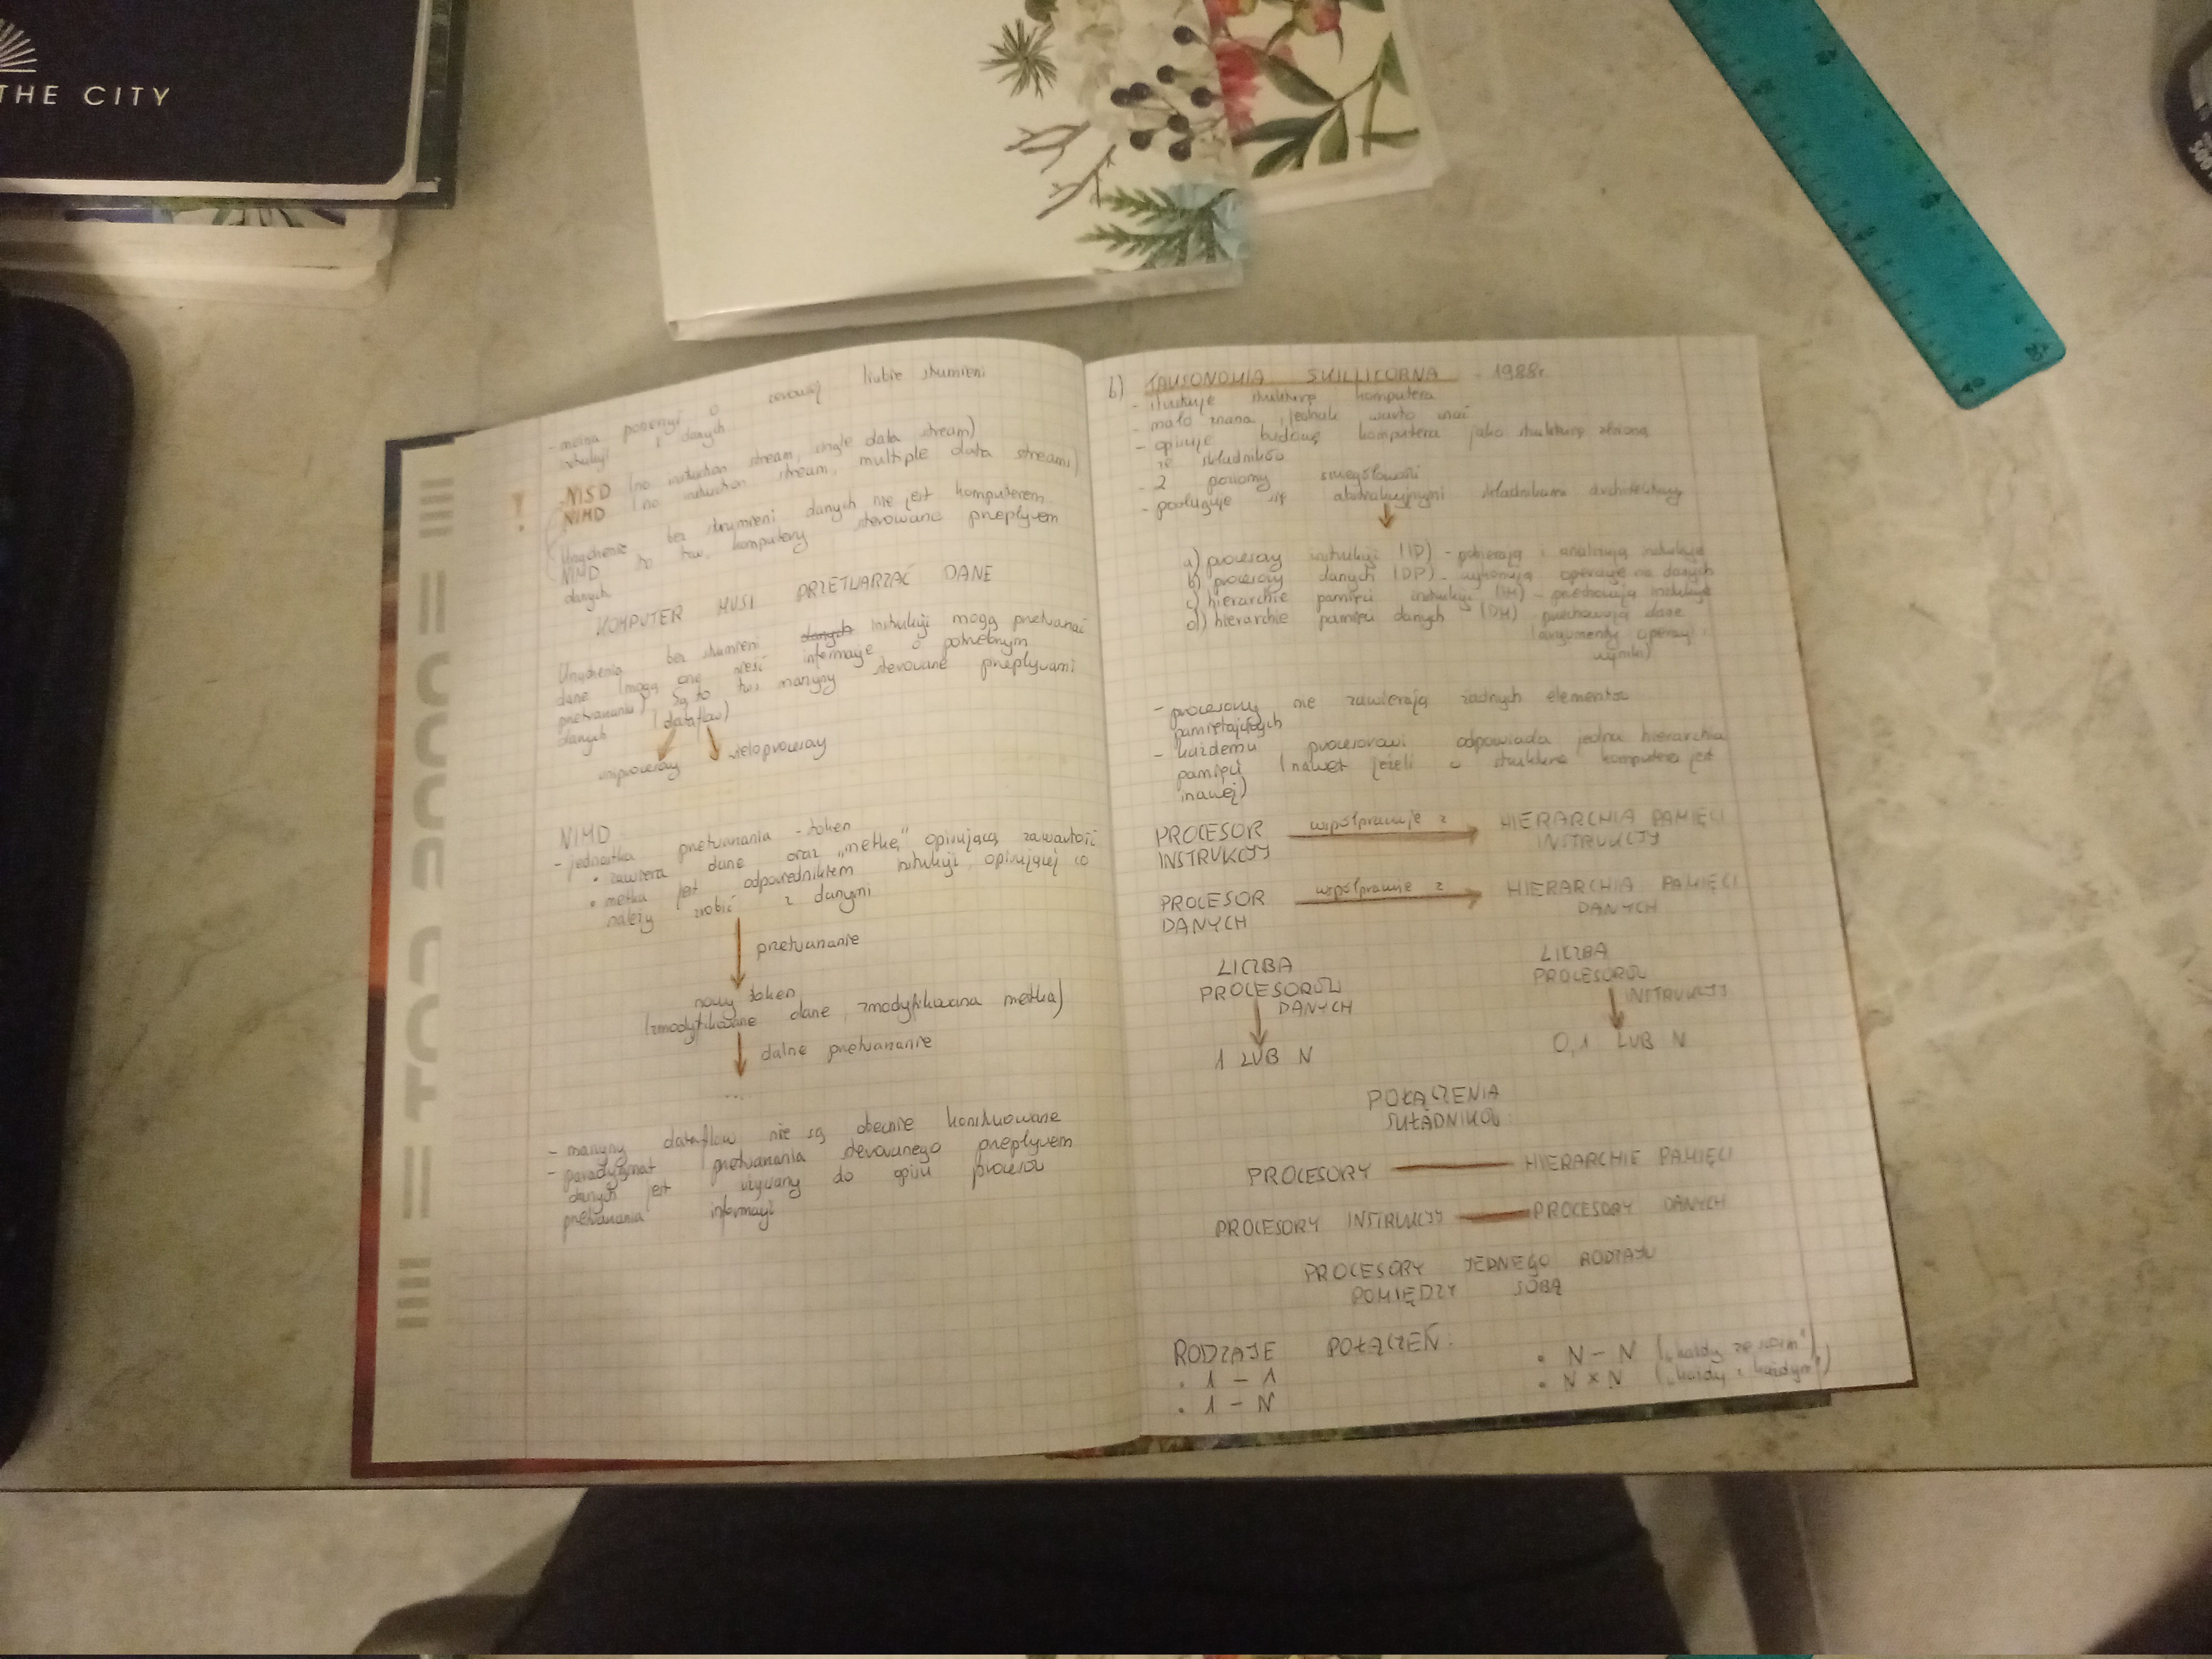 THE CITY
500
liczbie strumieni
- można pomyśleć o zerowej
instrukcji i danych
! NISD (no instruction stream, single data stream)
NIMD (no instruction stream, multiple data streams)
Urządzenie bez strumieni danych nie jest komputerem.
NIMD to tzw. komputery sterowane przepływem
danych
KOMPUTER MUSI PRZETWARZAĆ DANE
Urządzenia bez strumieni danych instrukcji mogą przetwarzać
dane (mogą one nieść informację o potrzebnym
przetwarzaniu). Są to tzw. maszyny sterowane przepływami
danych (dataflow)
uniprocesory wieloprocesory
NIMD
- jednostka przetwarzania - token
• zawiera dane oraz „metkę" opisującą zawartość
• metka jest odpowiednikiem instrukcji opisującej co
należy zrobić z danymi
przetwarzanie
nowy token
(zmodyfikowane dane, zmodyfikowana metka)
dalsze przetwarzanie
...
- maszyny dataflow nie są obecnie konstruowane
- paradygmat przetwarzania sterowanego przepływem
danych jest używany do opisu procesów
przetwarzania informacji
b) TAKSONOMIA SKILLICORNA - 1988r.
- ilustruje strukturę komputera
- mało znana, jednak warto znać
- opisuje budowę komputera jako strukturę złożoną
ze składników
- 2 poziomy szczegółowości
- posługuje się abstrakcyjnymi składnikami architektury
a) procesory instrukcji (IP) - pobierają i analizują instrukcje
b) procesory danych (DP) - wykonują operacje na danych
c) hierarchie pamięci instrukcji (IM) - przechowują instrukcje
d) hierarchie pamięci danych (DM) - przechowują dane
(argumenty operacji
wyniki)
- procesory nie zawierają żadnych elementów
pamiętających
- każdemu procesorowi odpowiada jedna hierarchia
pamięci (nawet jeżeli w strukturze komputera jest
inaczej)
PROCESOR współpracuje z HIERARCHIA PAMIĘCI
INSTRUKCJI INSTRUKCJI
PROCESOR współpracuje z HIERARCHIA PAMIĘCI
DANYCH DANYCH
LICZBA LICZBA
PROCESORÓW PROCESORÓW
DANYCH INSTRUKCJI
1 LUB N 0,1 LUB N
POŁĄCZENIA
SKŁADNIKÓW:
PROCESORY HIERARCHIE PAMIĘCI
PROCESORY INSTRUKCJI PROCESORY DANYCH
PROCESORY JEDNEGO RODZAJU
POMIĘDZY SOBĄ
RODZAJE POŁĄCZEŃ:
• 1 - 1
• 1 - N
• N - N („każdy ze swoim")
• N × N („każdy z każdym")